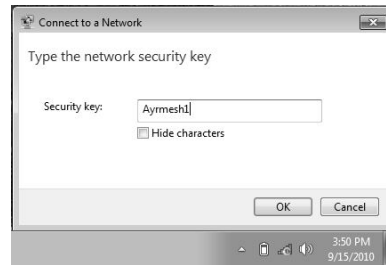 Connect to a Network
Type the network security key
Security key:
Ayrmesh1
Hide characters
OK
Cancel
3:50 PM
9/15/2010